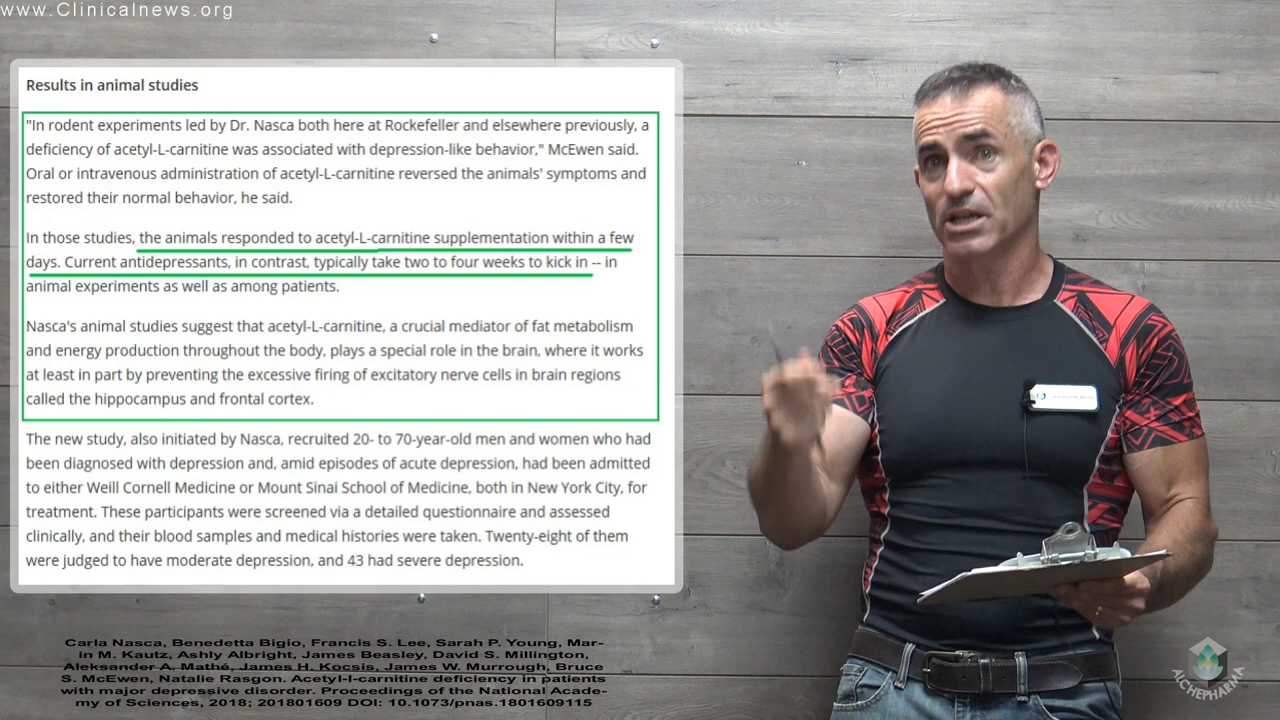 www.Clinicalnews.org
Results in animal studies
"In rodent experiments led by Dr. Nasca both here at Rockefeller and elsewhere previously, a
deficiency of acetyl-L-carnitine was associated with depression-like behavior," McEwen said.
Oral or intravenous administration of acetyl-L-carnitine reversed the animals' symptoms and
restored their normal behavior, he said.
In those studies, the animals responded to acetyl-L-carnitine supplementation within a few
days. Current antidepressants, in contrast, typically take two to four weeks to kick in -- in
animal experiments as well as among patients.
Nasca's animal studies suggest that acetyl-L-carnitine, a crucial mediator of fat metabolism
and energy production throughout the body, plays a special role in the brain, where it works
at least in part by preventing the excessive firing of excitatory nerve cells in brain regions
called the hippocampus and frontal cortex.
The new study, also initiated by Nasca, recruited 20- to 70-year-old men and women who had
been diagnosed with depression and, amid episodes of acute depression, had been admitted
to either Weill Cornell Medicine or Mount Sinai School of Medicine, both in New York City, for
treatment. These participants were screened via a detailed questionnaire and assessed
clinically, and their blood samples and medical histories were taken. Twenty-eight of them
were judged to have moderate depression, and 43 had severe depression.
Carla Nasca, Benedetta Bigio, Francis S. Lee, Sarah P. Young, Mar-
in M. Kautz, Ashly Albright, James Beasley, David S. Millington,
Aleksander A. Mathé, James H. Kocsis, James W. Murrough, Bruce
S. McEwen, Natalie Rasgon. Acetyl-l-carnitine deficiency in patients
with major depressive disorder. Proceedings of the National Acade-
my of Sciences, 2018; 201801609 DOI: 10.1073/pnas.1801609115
ALCHEPHARMA